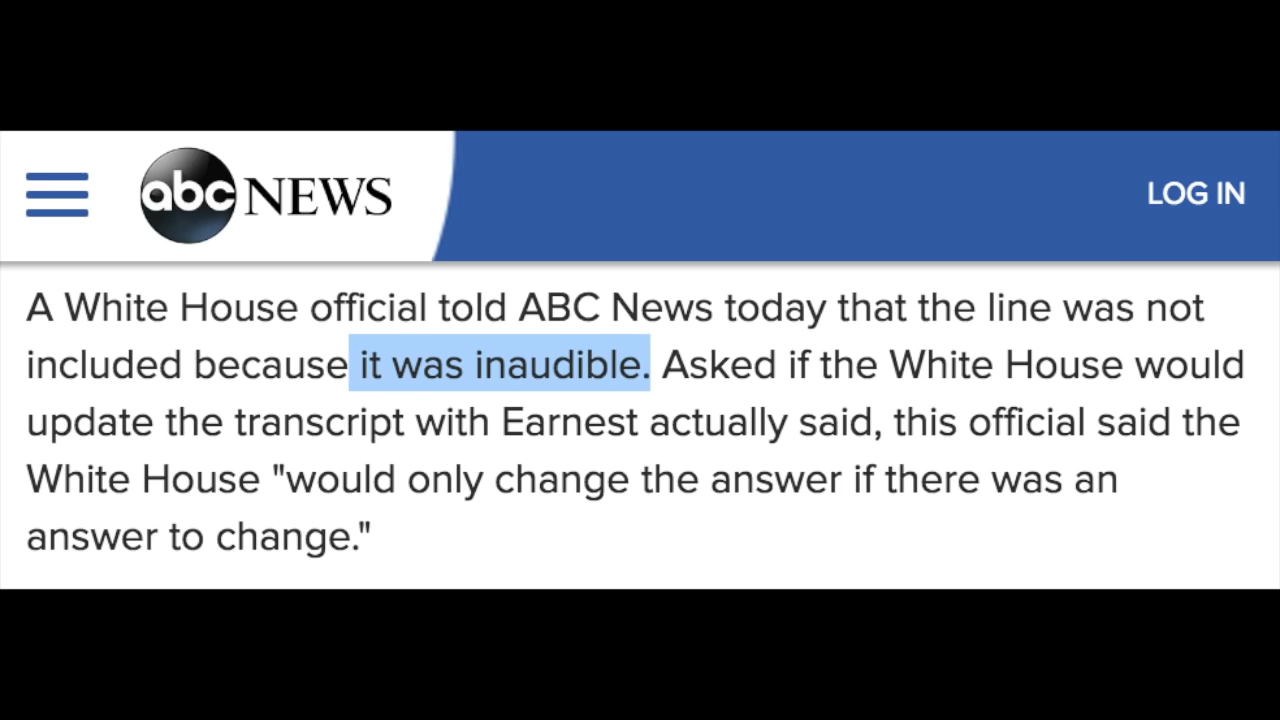 abc NEWS
LOG IN
A White House official told ABC News today that the line was not
included because it was inaudible. Asked if the White House would
update the transcript with Earnest actually said, this official said the
White House "would only change the answer if there was an
answer to change."